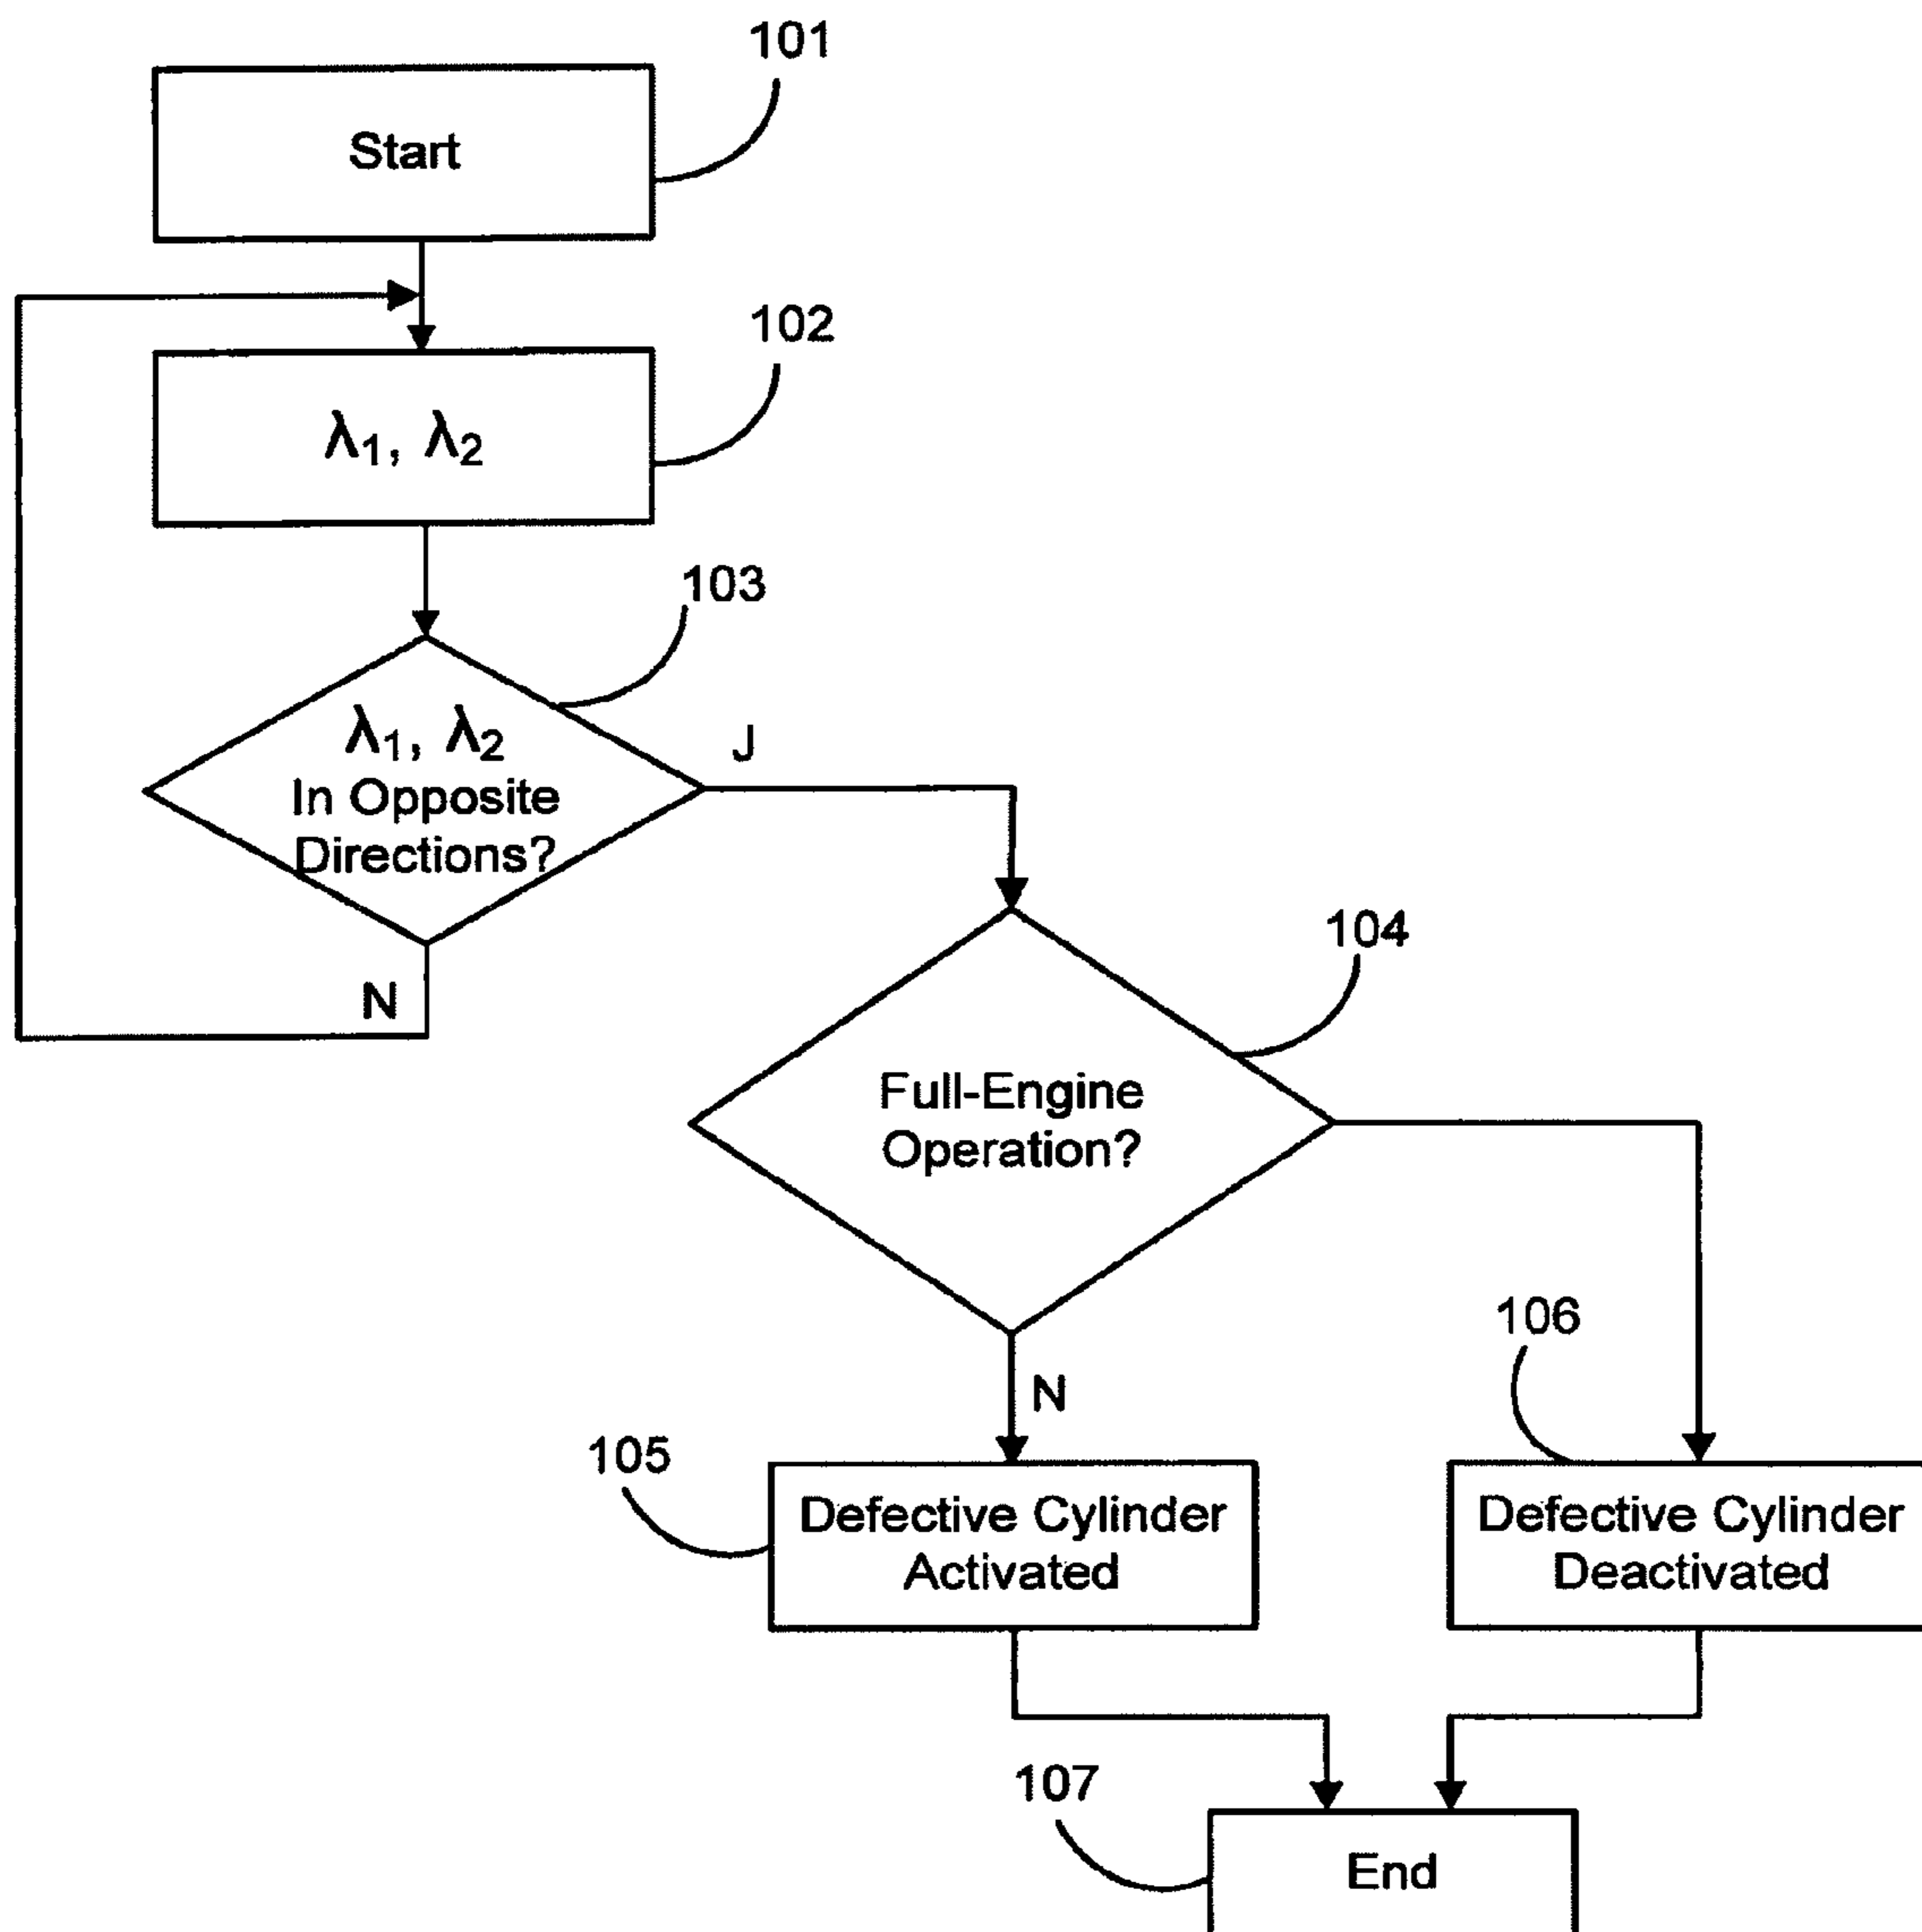 101
Start
102
λ1, λ2
103
λ1, λ2
In Opposite
Directions?
J
N
104
Full-Engine
Operation?
N
105
Defective Cylinder
Activated
106
Defective Cylinder
Deactivated
107
End